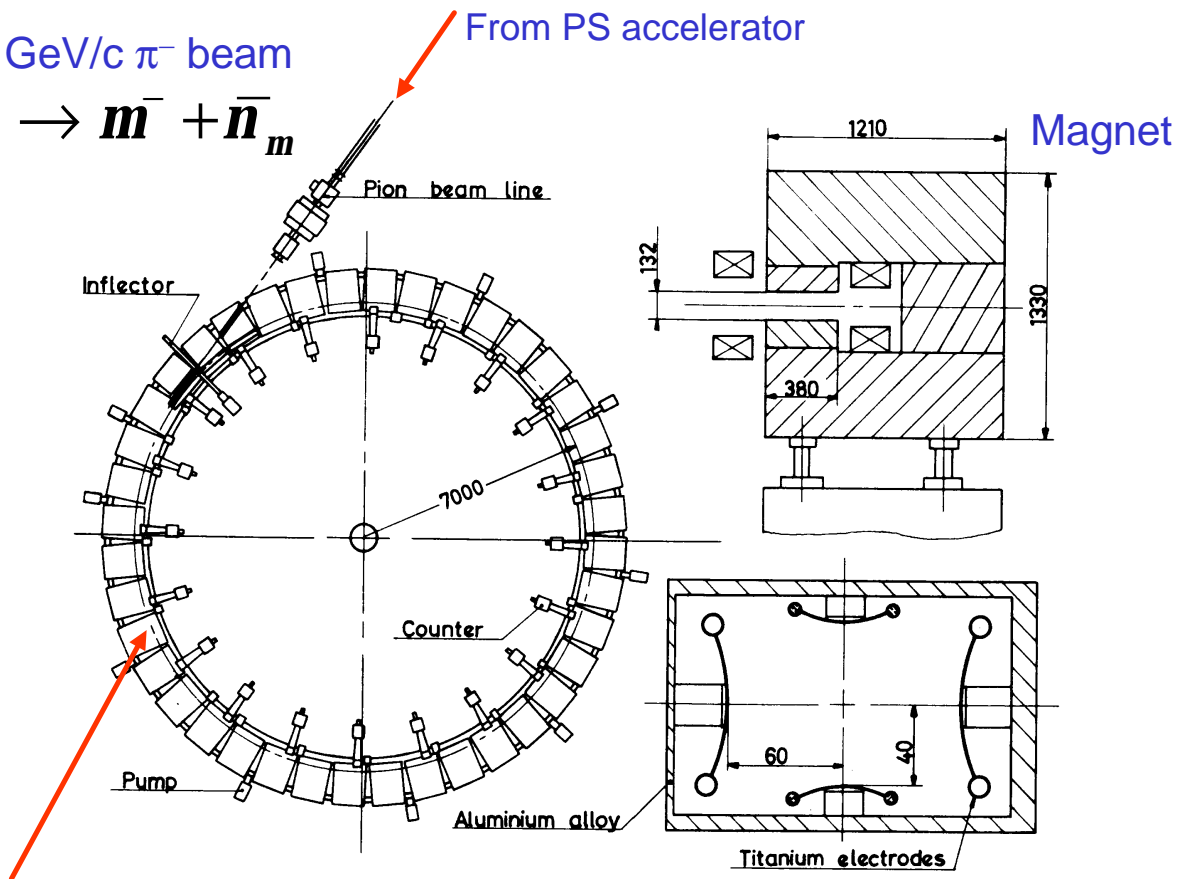 From PS accelerator
GeV/c π⁻ beam
→ m⁻ + n̄ₘ
Magnet
1210
Pion beam line
132
Inflector
1330
380
7000
Counter
60
40
Pump
Aluminium alloy
Titanium electrodes